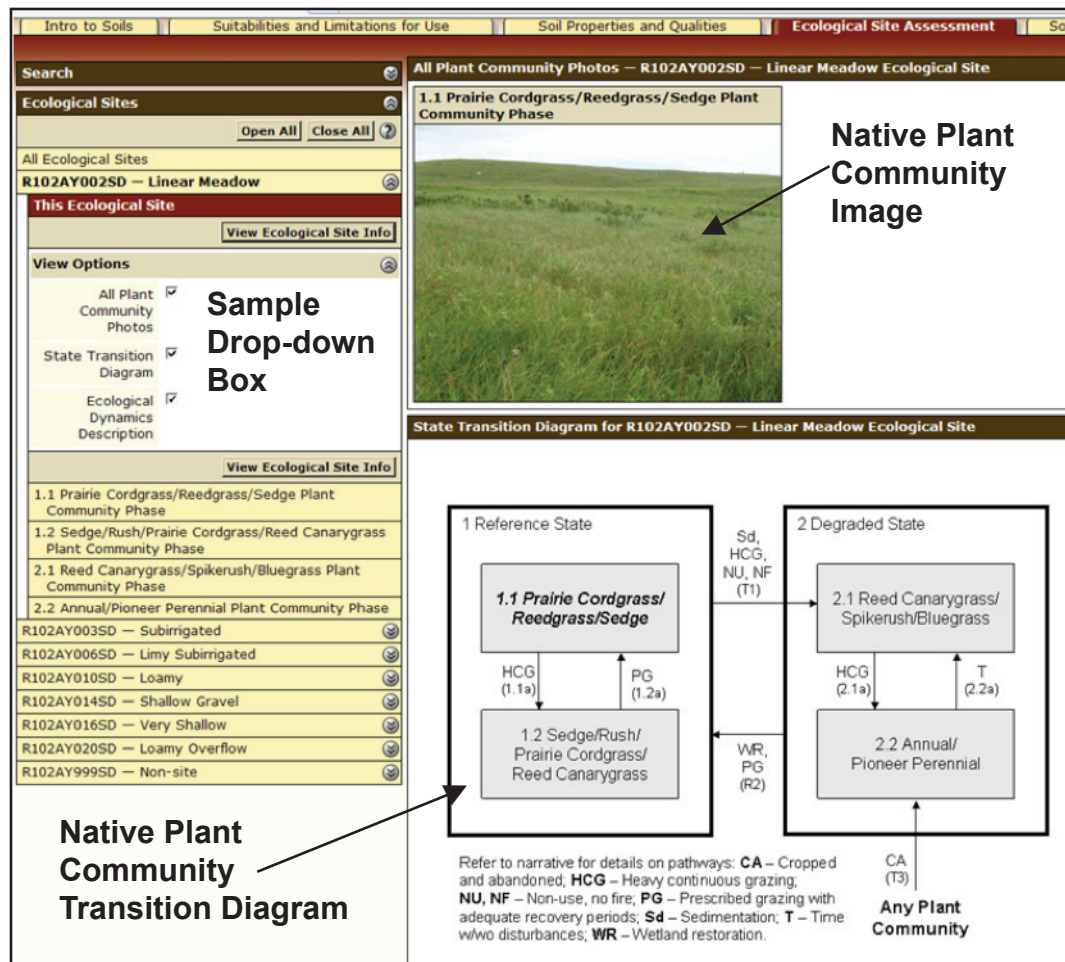 Intro to Soils
Suitabilities and Limitations for Use
Soil Properties and Qualities
Ecological Site Assessment
So
Search
Ecological Sites
Open All Close All ?
All Ecological Sites
R102AY002SD — Linear Meadow
This Ecological Site
View Ecological Site Info
View Options
All Plant
Community
Photos
State Transition
Diagram
Ecological
Dynamics
Description
Sample
Drop-down
Box
View Ecological Site Info
1.1 Prairie Cordgrass/Reedgrass/Sedge Plant
Community Phase
1.2 Sedge/Rush/Prairie Cordgrass/Reed Canarygrass
Plant Community Phase
2.1 Reed Canarygrass/Spikerush/Bluegrass Plant
Community Phase
2.2 Annual/Pioneer Perennial Plant Community Phase
R102AY003SD — Subirrigated
R102AY006SD — Limy Subirrigated
R102AY010SD — Loamy
R102AY014SD — Shallow Gravel
R102AY016SD — Very Shallow
R102AY020SD — Loamy Overflow
R102AY999SD — Non-site
Native Plant
Community
Transition Diagram
All Plant Community Photos — R102AY002SD — Linear Meadow Ecological Site
1.1 Prairie Cordgrass/Reedgrass/Sedge Plant
Community Phase
Native Plant
Community
Image
State Transition Diagram for R102AY002SD — Linear Meadow Ecological Site
1 Reference State
1.1 Prairie Cordgrass/
Reedgrass/Sedge
HCG
(1.1a)
PG
(1.2a)
1.2 Sedge/Rush/
Prairie Cordgrass/
Reed Canarygrass
Sd,
HCG,
NU, NF
(T1)
WR,
PG
(R2)
2 Degraded State
2.1 Reed Canarygrass/
Spikerush/Bluegrass
HCG
(2.1a)
T
(2.2a)
2.2 Annual/
Pioneer Perennial
CA
(T3)
Any Plant
Community
Refer to narrative for details on pathways: CA – Cropped
and abandoned; HCG – Heavy continuous grazing;
NU, NF – Non-use, no fire; PG – Prescribed grazing with
adequate recovery periods; Sd – Sedimentation; T – Time
w/wo disturbances; WR – Wetland restoration.